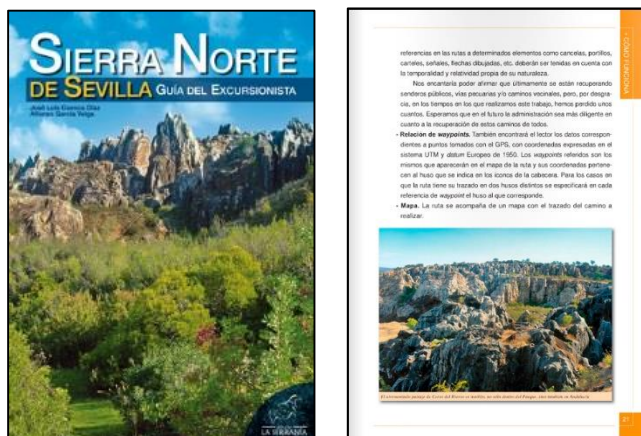 SIERRA NORTE
DE SEVILLA GUÍA DEL EXCURSIONISTA
José Luis Garrido Díaz
Alfonso García Veiga
LA SERRANÍA
• CÓMO FUNCIONA
referencias en las rutas a determinados elementos como cancelas, portillos,
carteles, señales, flechas dibujadas, etc. deberán ser tenidas en cuenta con
la temporalidad y relatividad propia de su naturaleza.
Nos encantaría poder afirmar que últimamente se están recuperando
senderos públicos, vías pecuarias y/o caminos vecinales, pero, por desgra-
cia, en los tiempos en los que realizamos este trabajo, hemos perdido unos
cuantos. Esperamos que en el futuro la administración sea más diligente en
cuanto a la recuperación de estos caminos de todos.
- Relación de waypoints. También encontrará el lector los datos correspon-
dientes a puntos tomados con el GPS, con coordenadas expresadas en el
sistema UTM y datum Europeo de 1950. Los waypoints referidos son los
mismos que aparecerán en el mapa de la ruta y sus coordenadas pertene-
cen al huso que se indica en los iconos de la cabecera. Para los casos en
que la ruta tiene su trazado en dos husos distintos se especificará en cada
referencia de waypoint el huso al que corresponde.
- Mapa. La ruta se acompaña de un mapa con el trazado del camino a
realizar.
21